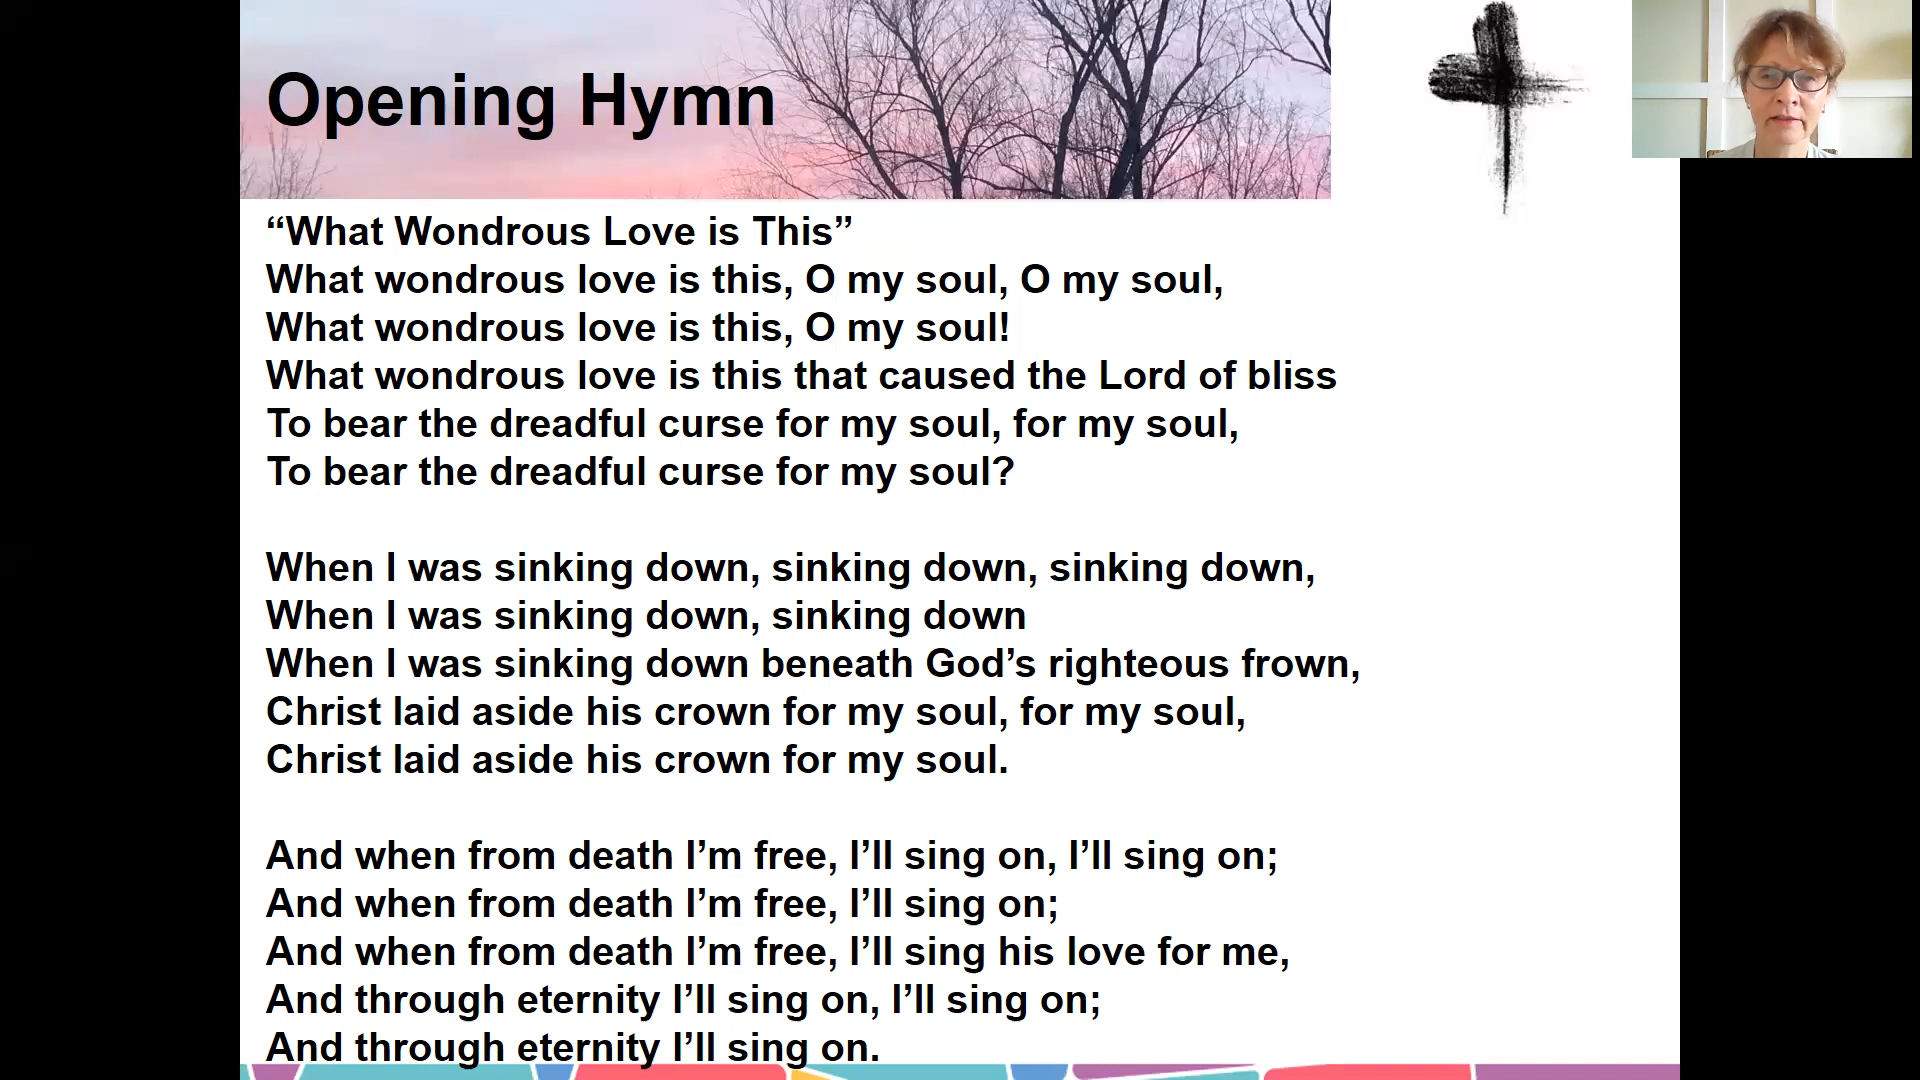 Opening Hymn
“What Wondrous Love is This”
What wondrous love is this, O my soul, O my soul,
What wondrous love is this, O my soul!
What wondrous love is this that caused the Lord of bliss
To bear the dreadful curse for my soul, for my soul,
To bear the dreadful curse for my soul?
When I was sinking down, sinking down, sinking down,
When I was sinking down, sinking down
When I was sinking down beneath God’s righteous frown,
Christ laid aside his crown for my soul, for my soul,
Christ laid aside his crown for my soul.
And when from death I’m free, I’ll sing on, I’ll sing on;
And when from death I’m free, I’ll sing on;
And when from death I’m free, I’ll sing his love for me,
And through eternity I’ll sing on, I’ll sing on;
And through eternity I’ll sing on.